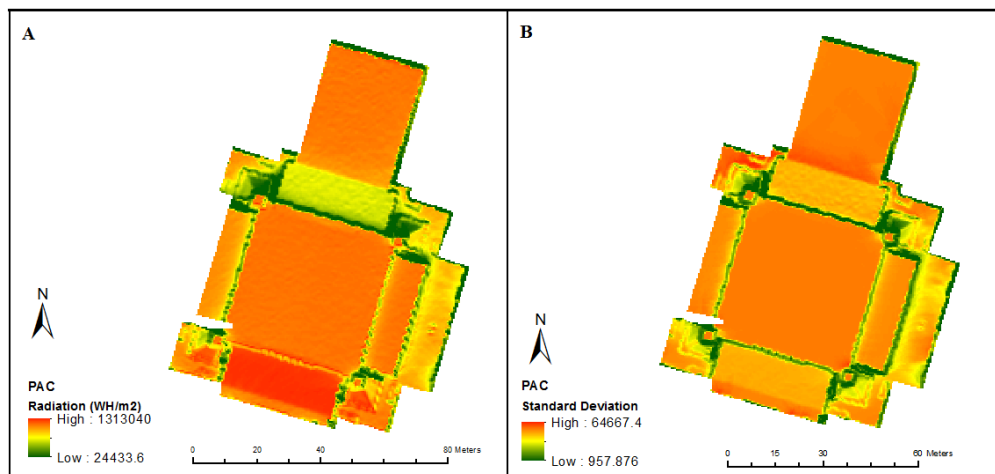 A
N
PAC
Radiation (WH/m2)
High : 1313040
Low : 24433.6
0 20 40 80 Meters
B
N
PAC
Standard Deviation
High : 64667.4
Low : 957.876
0 15 30 60 Meters